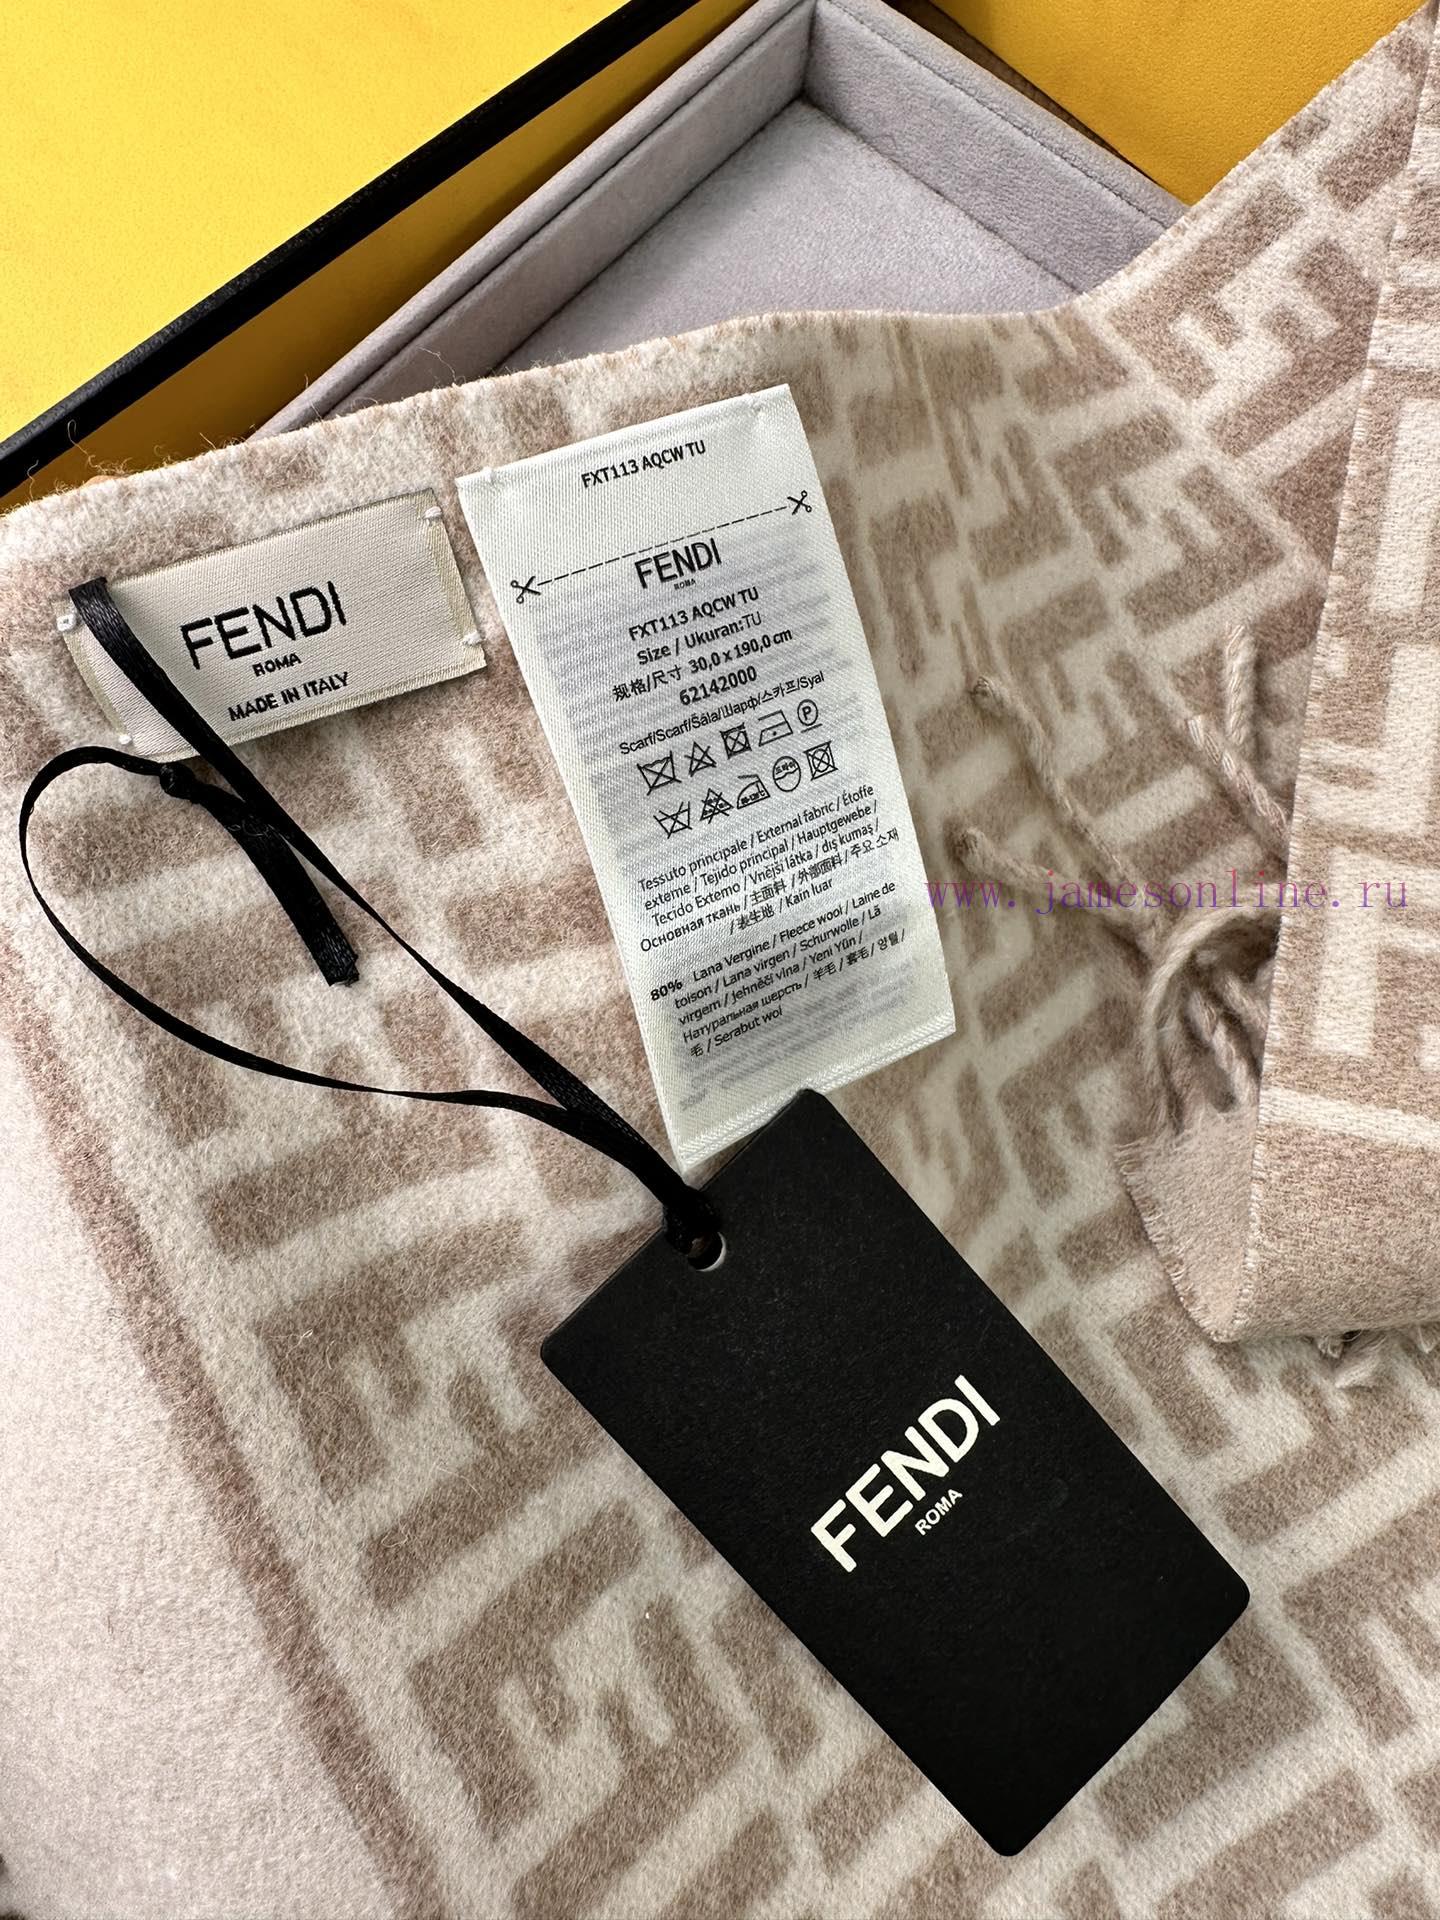 FXT113 AQCW TU
FENDI
ROMA
FXT113 AQCW TU
Size / Ukuran:TU
规格/尺寸 30,0 x 190,0 cm
62142000
Scarf/Scarf/Šála/Шарф/스카프/Syal
P
드라이
Tessuto principale / External fabric / Étoffe
externe / Tejido principal / Hauptgewebe /
Tecido Externo / Vnější látka / dış kumaş /
Основная ткань / 主面料 / 外部面料 / 주요 소재
/ 表生地 / Kain luar
80% Lana Vergine / Fleece wool / Laine de
toison / Lana virgen / Schurwolle / Lã
virgem / jehněčí vlna / Yeni Yün /
Натуральная шерсть / 羊毛 / 套毛 / 양털 /
毛 / Serabut wol
FENDI
ROMA
MADE IN ITALY
www.jamesonline.ru
FENDI
ROMA